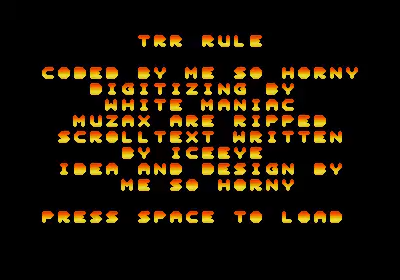 TRR RULE
CODED BY ME SO HORNY
DIGITIZING BY
WHITE MANIAC
MUZAX ARE RIPPED
SCROLLTEXT WRITTEN
BY ICEEYE
IDEA AND DESIGN BY
ME SO HORNY
PRESS SPACE TO LOAD